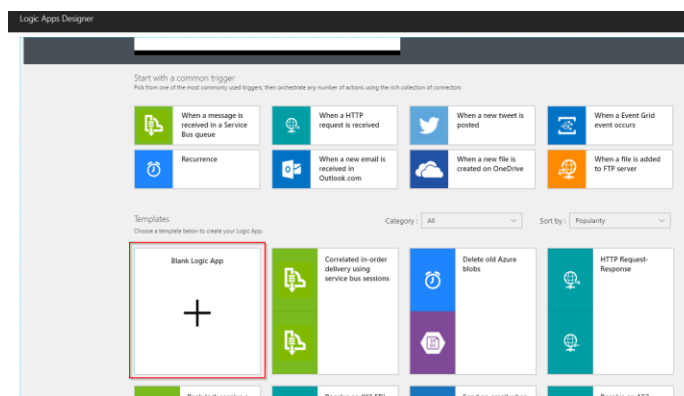 Logic Apps Designer
Start with a common trigger
Pick from one of the most commonly used triggers, then orchestrate any number of actions using the rich collection of connectors
When a message is
received in a Service
Bus queue
When a HTTP
request is received
When a new tweet is
posted
When a Event Grid
event occurs
Recurrence
When a new email is
received in
Outlook.com
When a new file is
created on OneDrive
When a file is added
to FTP server
Templates
Choose a template below to create your Logic App.
Category : All
Sort by : Popularity
Blank Logic App
Correlated in-order
delivery using
service bus sessions
Delete old Azure
blobs
HTTP Request-
Response